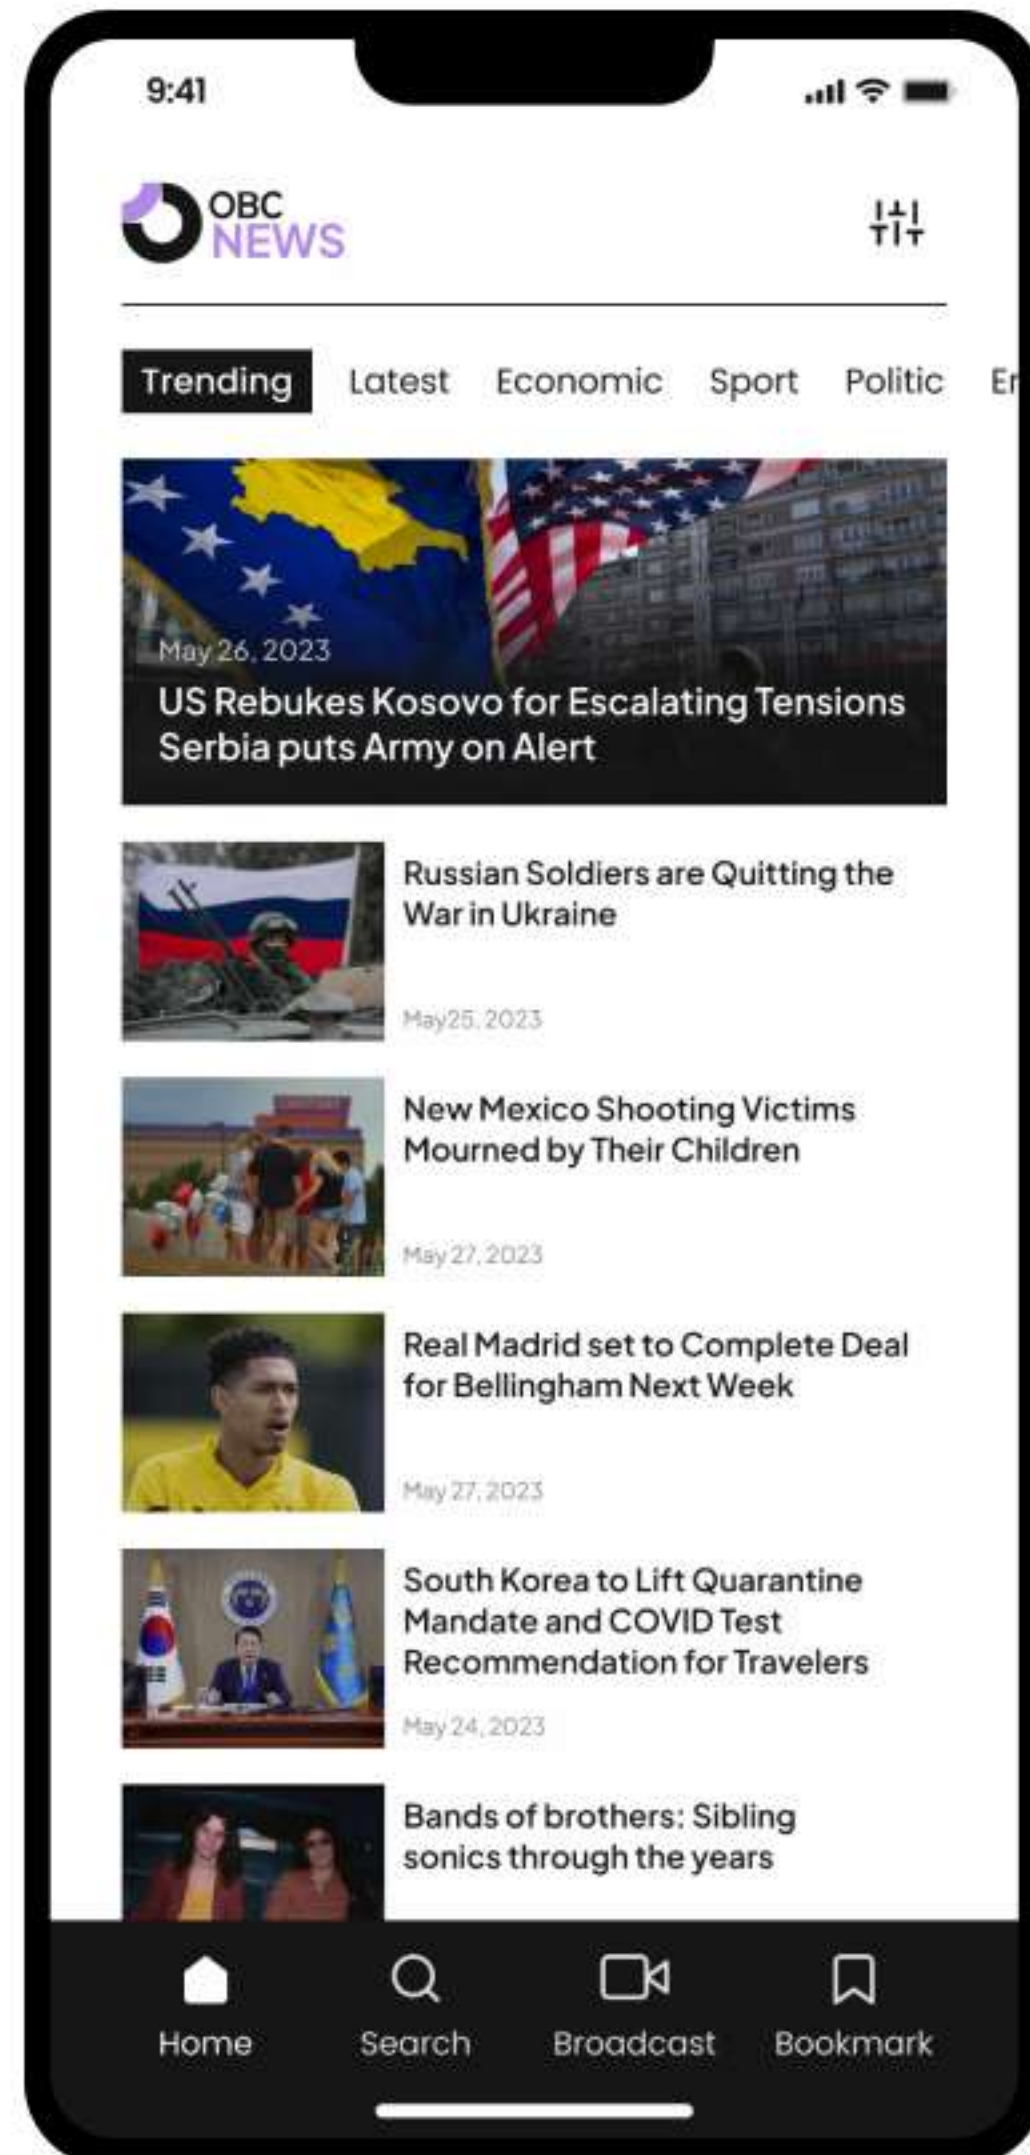 9:41
OBC
NEWS
Trending Latest Economic Sport Politic Er
May 26, 2023
US Rebukes Kosovo for Escalating Tensions
Serbia puts Army on Alert
Russian Soldiers are Quitting the
War in Ukraine
May25, 2023
New Mexico Shooting Victims
Mourned by Their Children
May 27, 2023
Real Madrid set to Complete Deal
for Bellingham Next Week
May 27, 2023
South Korea to Lift Quarantine
Mandate and COVID Test
Recommendation for Travelers
May 24, 2023
Bands of brothers: Sibling
sonics through the years
Home Search Broadcast Bookmark